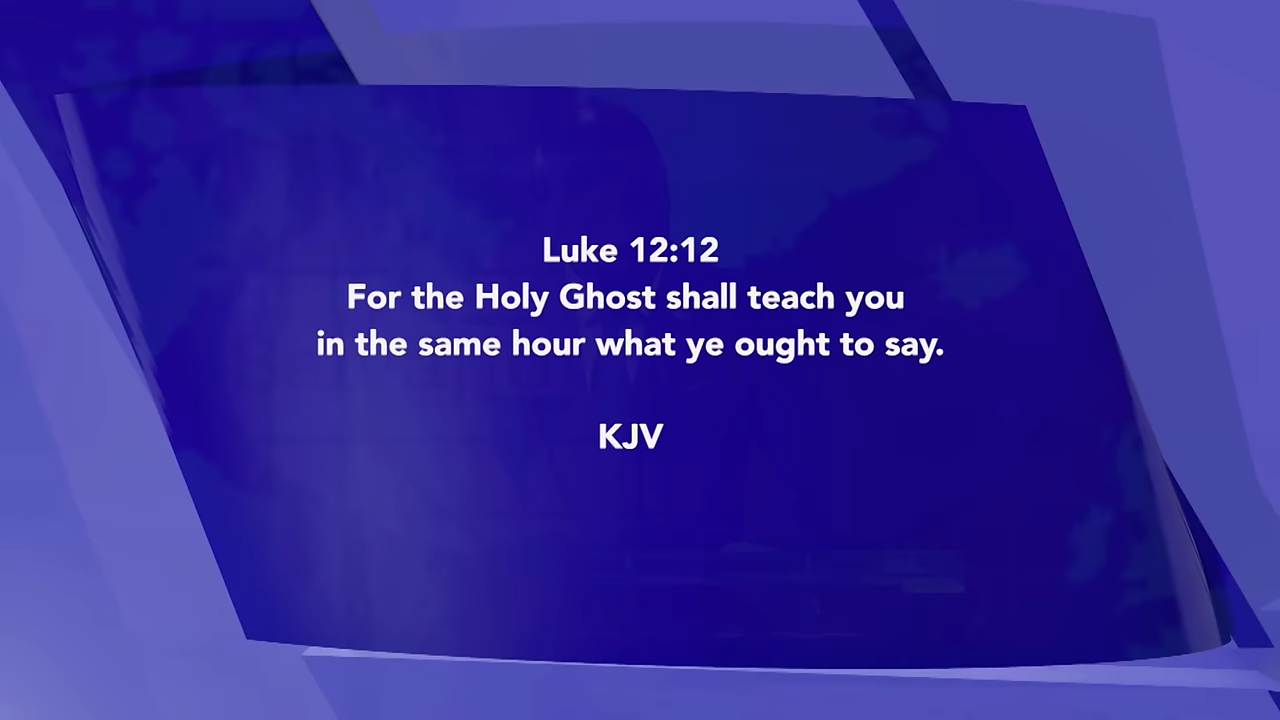 Luke 12:12
For the Holy Ghost shall teach you
in the same hour what ye ought to say.
KJV